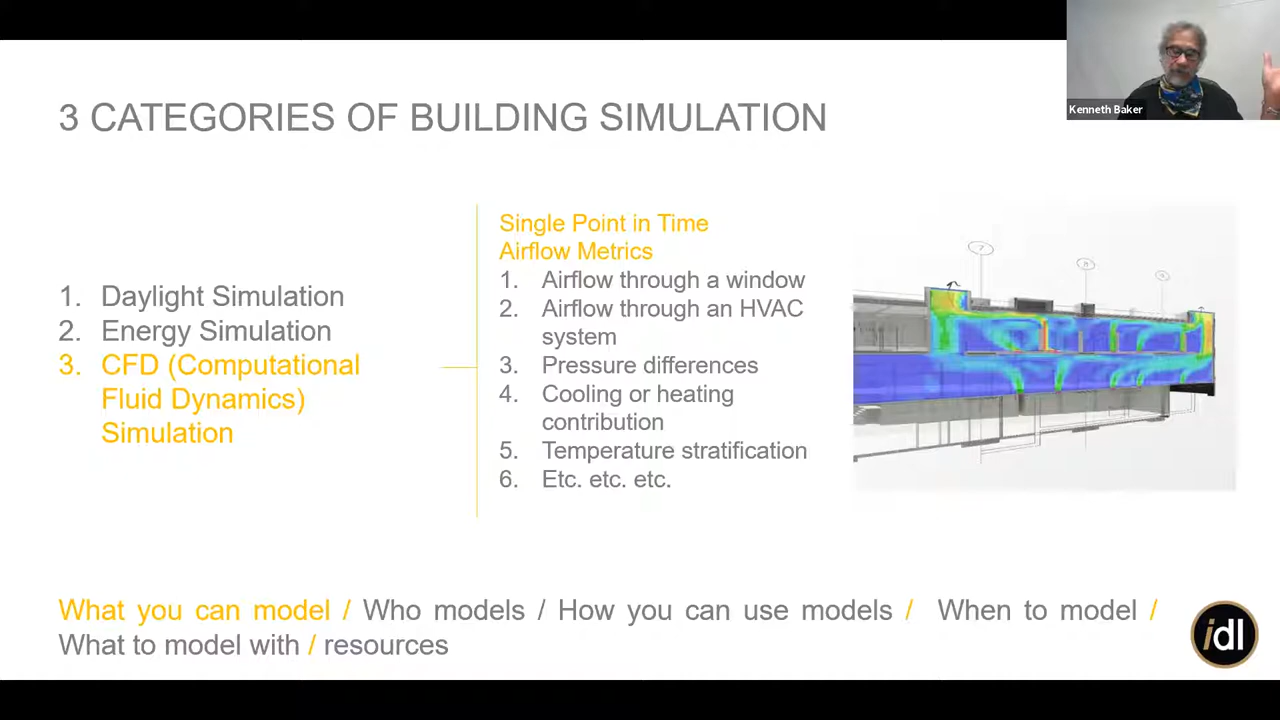 Kenneth Baker
3 CATEGORIES OF BUILDING SIMULATION
1. Daylight Simulation
2. Energy Simulation
3. CFD (Computational
Fluid Dynamics)
Simulation
Single Point in Time
Airflow Metrics
1. Airflow through a window
2. Airflow through an HVAC
system
3. Pressure differences
4. Cooling or heating
contribution
5. Temperature stratification
6. Etc. etc. etc.
What you can model / Who models / How you can use models / When to model /
What to model with / resources
idl